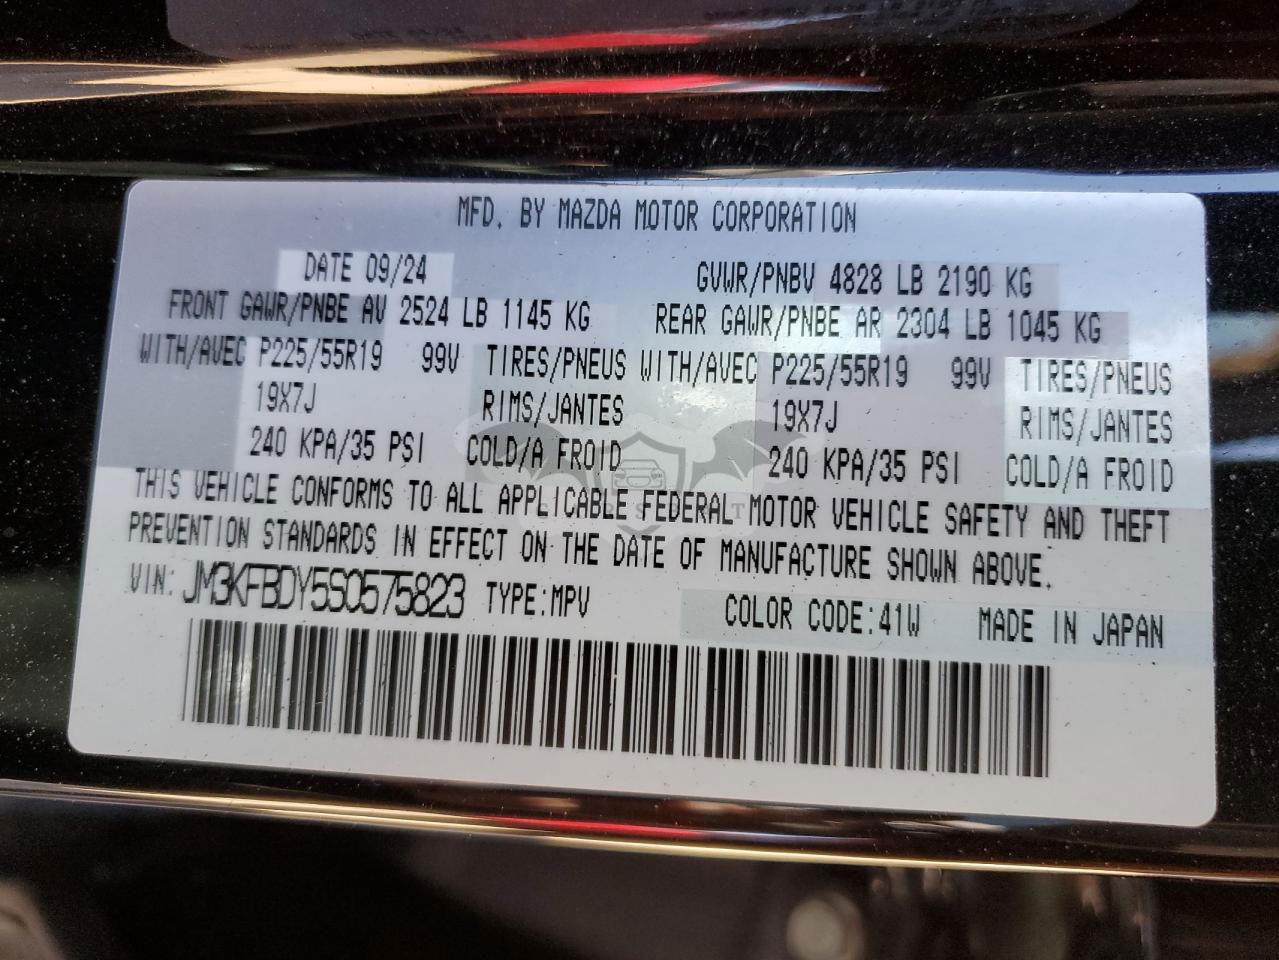 MFD. BY MAZDA MOTOR CORPORATION
DATE 09/24 GVWR/PNBV 4828 LB 2190 KG
FRONT GAWR/PNBE AV 2524 LB 1145 KG REAR GAWR/PNBE AR 2304 LB 1045 KG
WITH/AVEC P225/55R19 99V TIRES/PNEUS WITH/AVEC P225/55R19 99V TIRES/PNEUS
19X7J RIMS/JANTES 19X7J RIMS/JANTES
240 KPA/35 PSI COLD/A FROID 240 KPA/35 PSI COLD/A FROID
THIS VEHICLE CONFORMS TO ALL APPLICABLE FEDERAL MOTOR VEHICLE SAFETY AND THEFT
PREVENTION STANDARDS IN EFFECT ON THE DATE OF MANUFACTURE SHOWN ABOVE.
VIN: JM3KFBDY5S0575823 TYPE:MPV COLOR CODE:41W MADE IN JAPAN